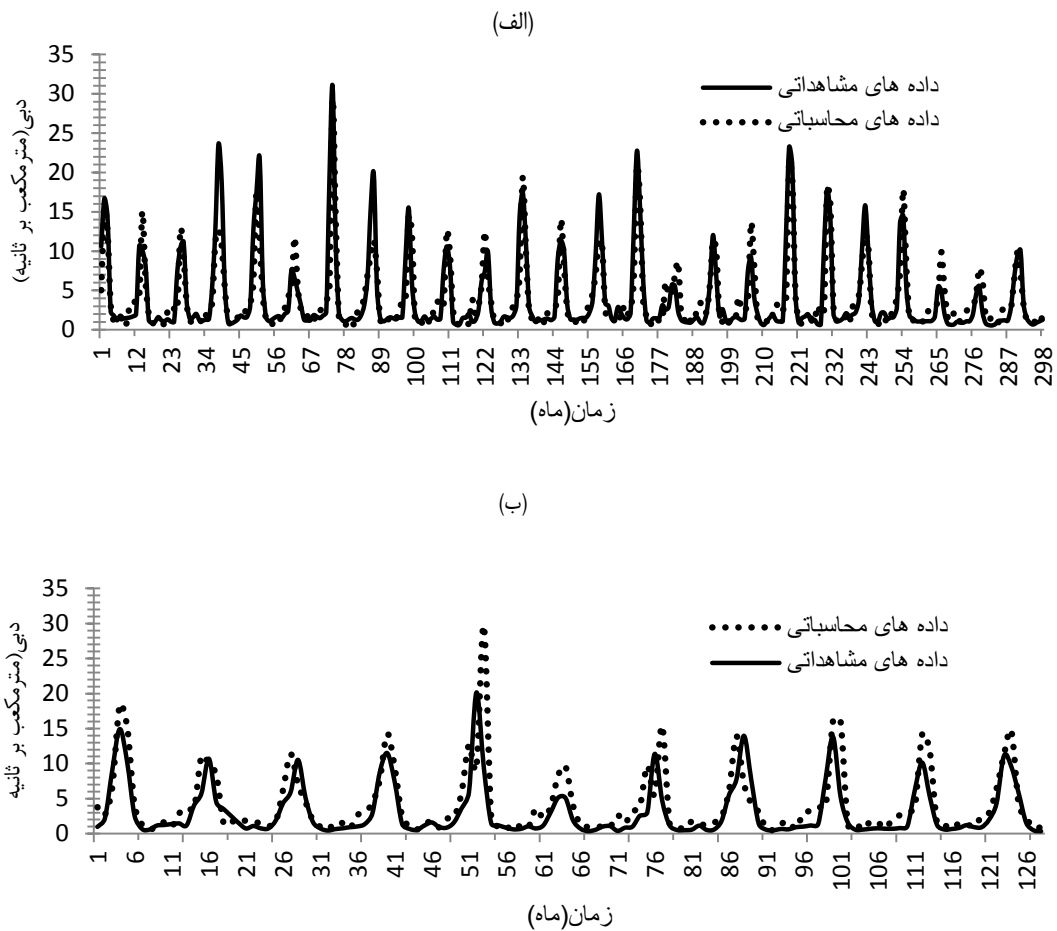 (الف)
35
30
25
20
15
10
5
0
دبی(مترمکعب بر ثانیه)
داده های مشاهداتی
داده های محاسباتی
1 12 23 34 45 56 67 78 89 100 111 122 133 144 155 166 177 188 199 210 221 232 243 254 265 276 287 298
زمان(ماه)
(ب)
35
30
25
20
15
10
5
0
دبی(مترمکعب بر ثانیه
داده های محاسباتی
داده های مشاهداتی
1 6 11 16 21 26 31 36 41 46 51 56 61 66 71 76 81 86 91 96 101 106 111 116 121 126
زمان(ماه)